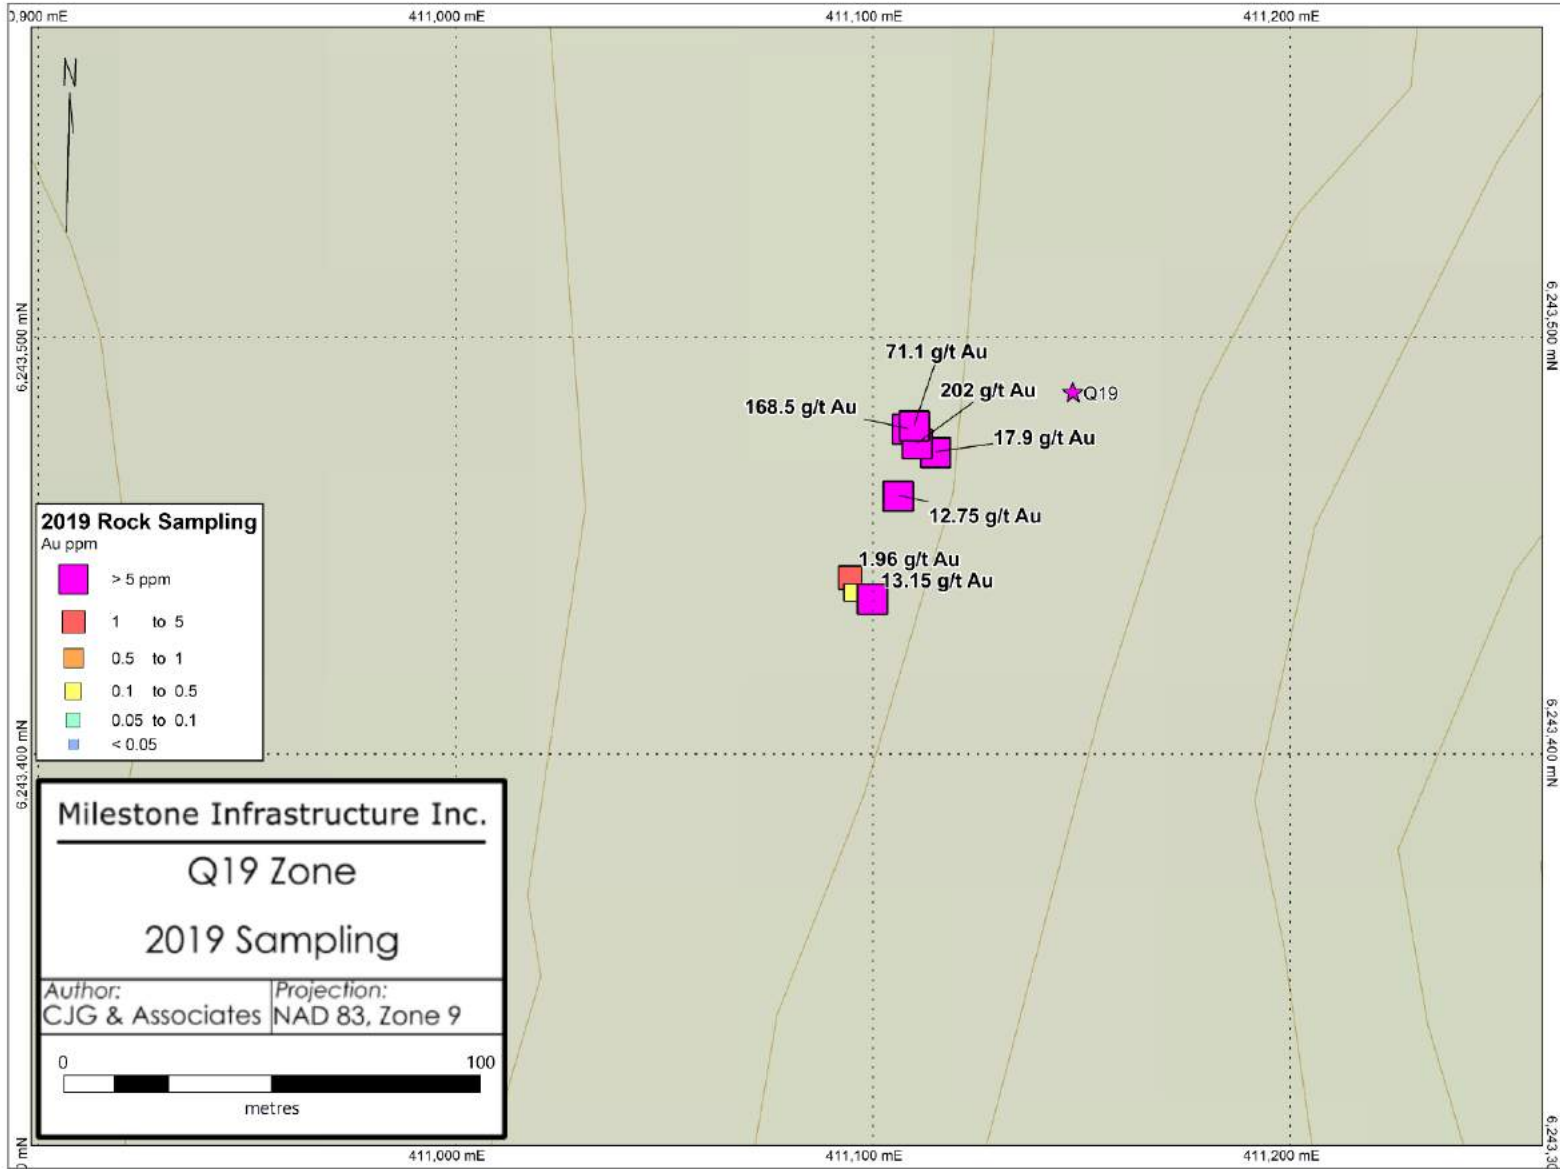 0,900 mE
411,000 mE
411,100 mE
411,200 mE
N
6,243,500 mN
6,243,500 mN
71.1 g/t Au
202 g/t Au
Q19
168.5 g/t Au
17.9 g/t Au
12.75 g/t Au
1.96 g/t Au
13.15 g/t Au
2019 Rock Sampling
Au ppm
> 5 ppm
1 to 5
0.5 to 1
0.1 to 0.5
0.05 to 0.1
< 0.05
6,243,400 mN
6,243,400 mN
Milestone Infrastructure Inc.
Q19 Zone
2019 Sampling
Author:
CJG & Associates
Projection:
NAD 83, Zone 9
0
100
metres
0 mN
6,243,30
411,000 mE
411,100 mE
411,200 mE